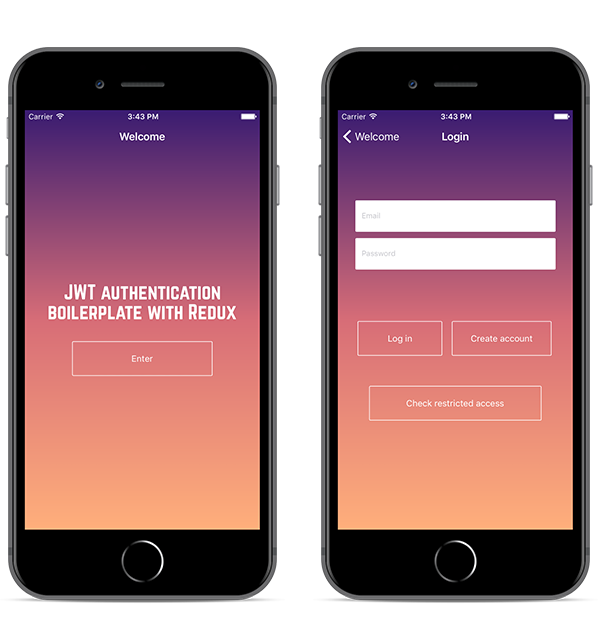 Carrier 3:43 PM
Welcome
JWT AUTHENTICATION
BOILERPLATE WITH REDUX
Enter
Carrier 3:43 PM
Welcome Login
Email
Password
Log in Create account
Check restricted access